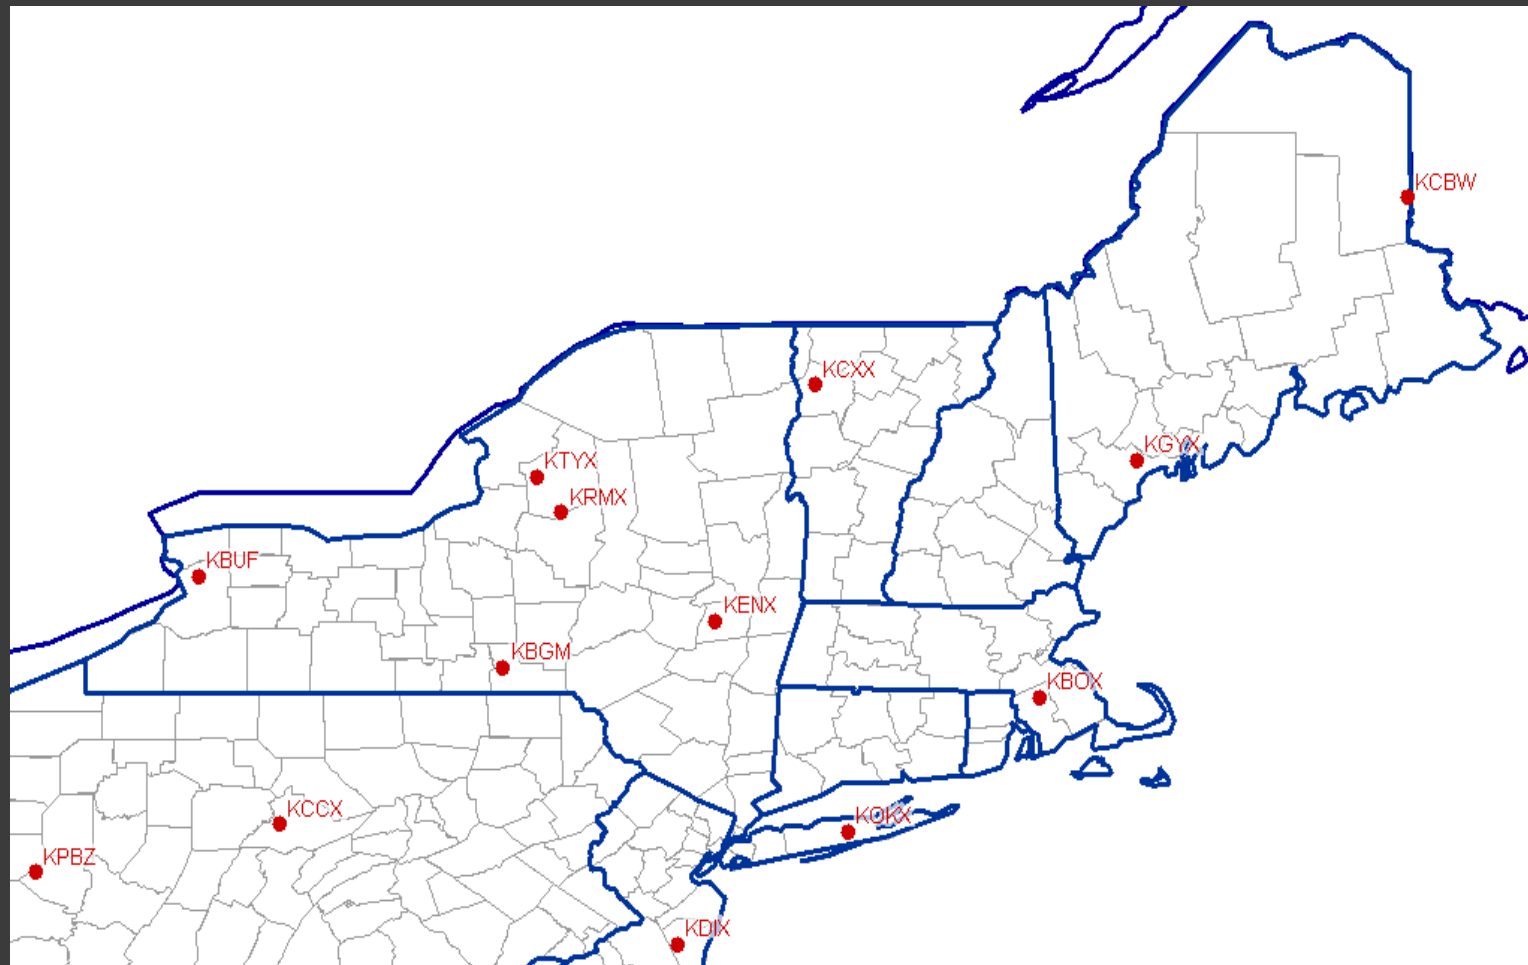 KCBW
KCXX
KGYX
KTYX
KRMX
KBUF
KENX
KBGM
KBOX
KCCX
KOKX
KPBZ
KDIX